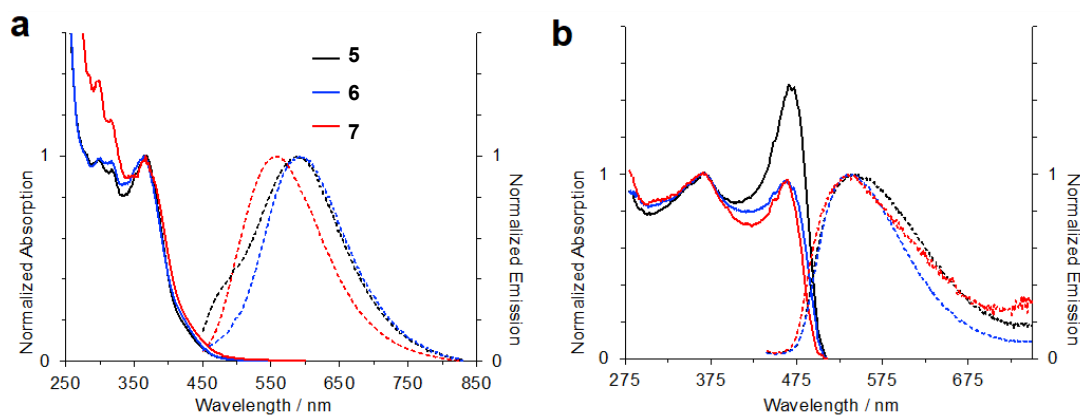 a
1
1
0
0
250
350
450
550
650
750
850
Wavelength / nm
Normalized Absorption
Normalized Emission
5
6
7
b
1
1
0
0
275
375
475
575
675
Wavelength / nm
Normalized Absorption
Normalized Emission